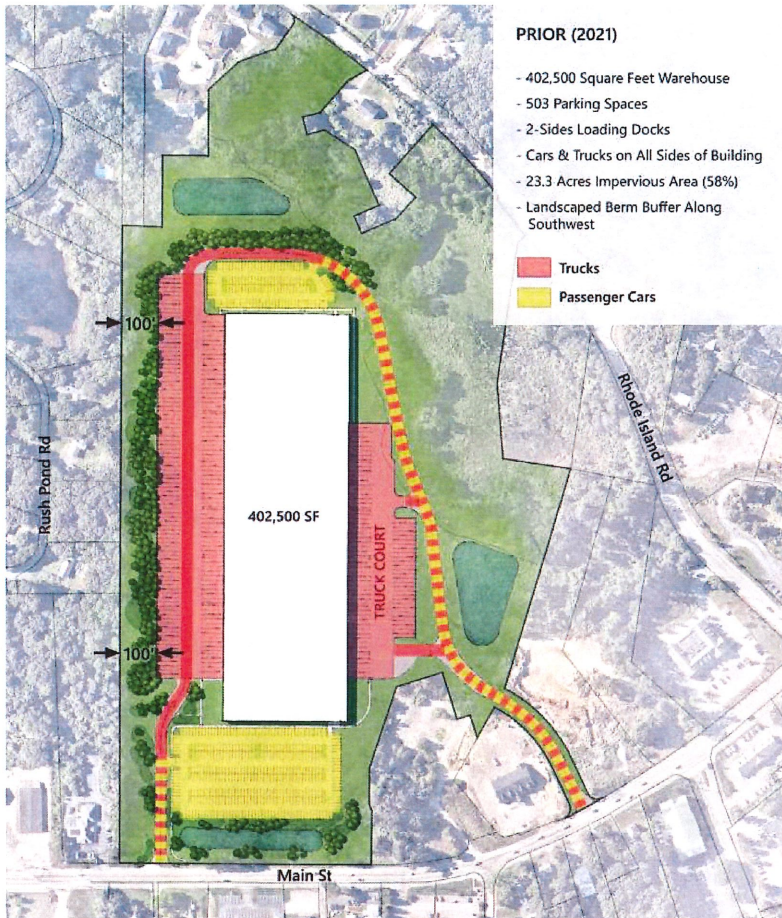 PRIOR (2021)
- 402,500 Square Feet Warehouse
- 503 Parking Spaces
- 2-Sides Loading Docks
- Cars & Trucks on All Sides of Building
- 23.3 Acres Impervious Area (58%)
- Landscaped Berm Buffer Along
Southwest
Trucks
Passenger Cars
100'
Rhode Island Rd
Rush Pond Rd
402,500 SF
TRUCK COURT
100'
Main St